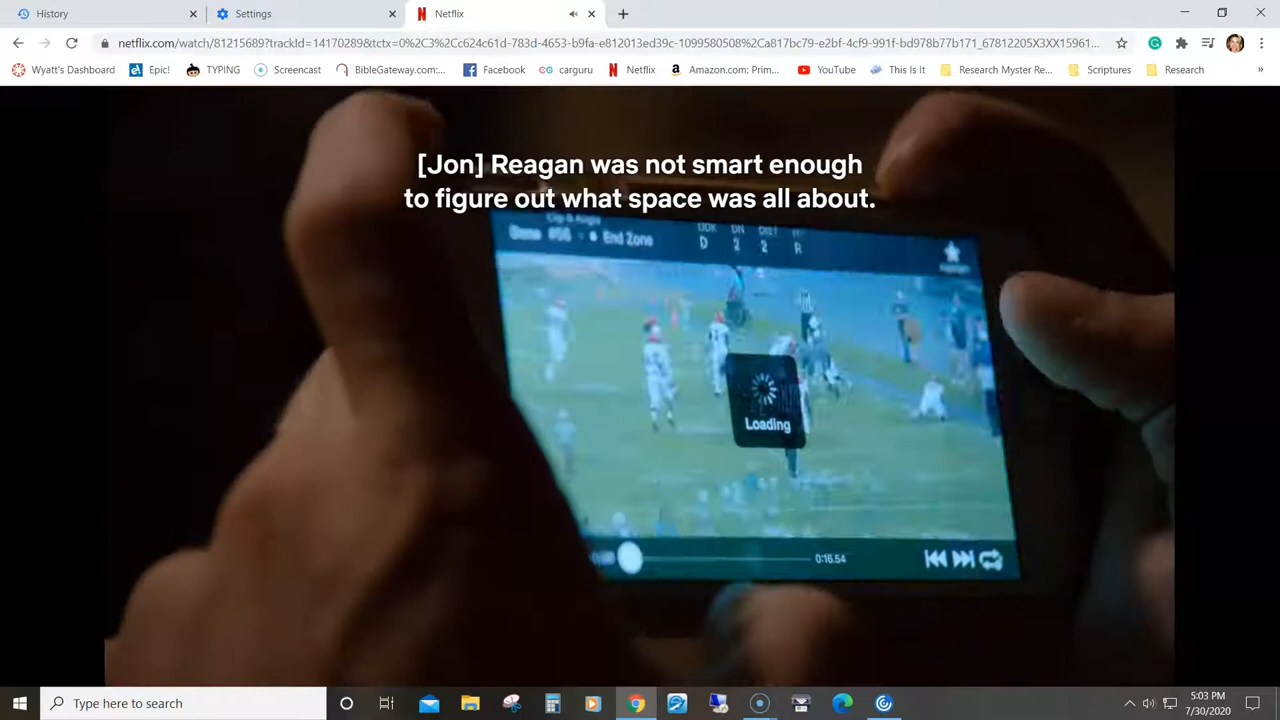 History
Settings
Netflix
netflix.com/watch/81215689?trackId=14170289&tctx=0%2C3%2Cc624c61d-783d-4653-b9fa-e812013ed39c-1099580508%2Ca817bc79-e2bf-4cf9-991f-bd978b77b171_67812205X3XX15961...
Wyatt's Dashboard
Epic!
TYPING
Screencast
BibleGateway.com:...
Facebook
carguru
Netflix
Amazon.com: Prim...
YouTube
This Is It
Research Myster Re...
Scriptures
Research
»
[Jon] Reagan was not smart enough
to figure out what space was all about.
End Zone
DN
D 2 2 R
Loading
0:16.54
Type here to search
5:03 PM
7/30/2020